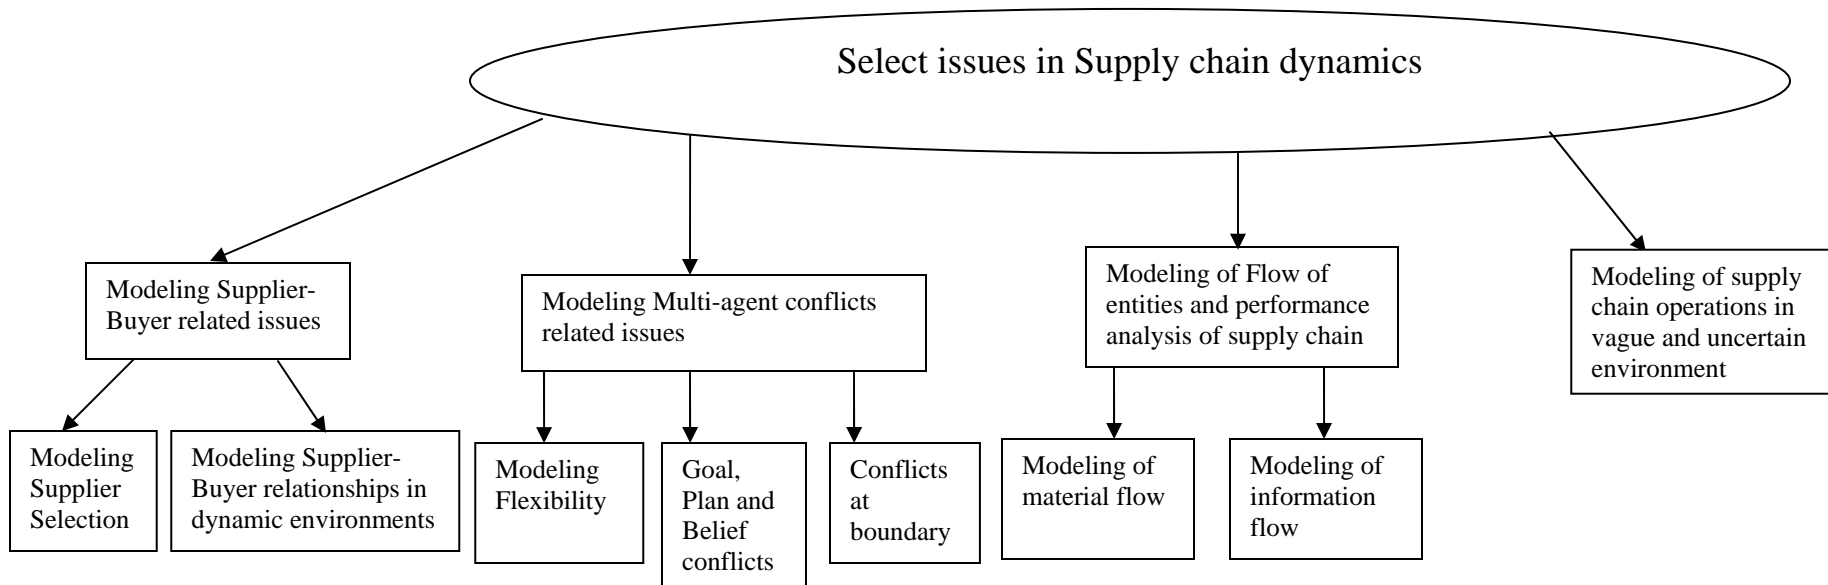 Select issues in Supply chain dynamics
Modeling Supplier-
Buyer related issues
Modeling Multi-agent conflicts
related issues
Modeling of Flow of
entities and performance
analysis of supply chain
Modeling of supply
chain operations in
vague and uncertain
environment
Modeling
Supplier
Selection
Modeling Supplier-
Buyer relationships in
dynamic environments
Modeling
Flexibility
Goal,
Plan and
Belief
conflicts
Conflicts
at
boundary
Modeling of
material flow
Modeling of
information
flow